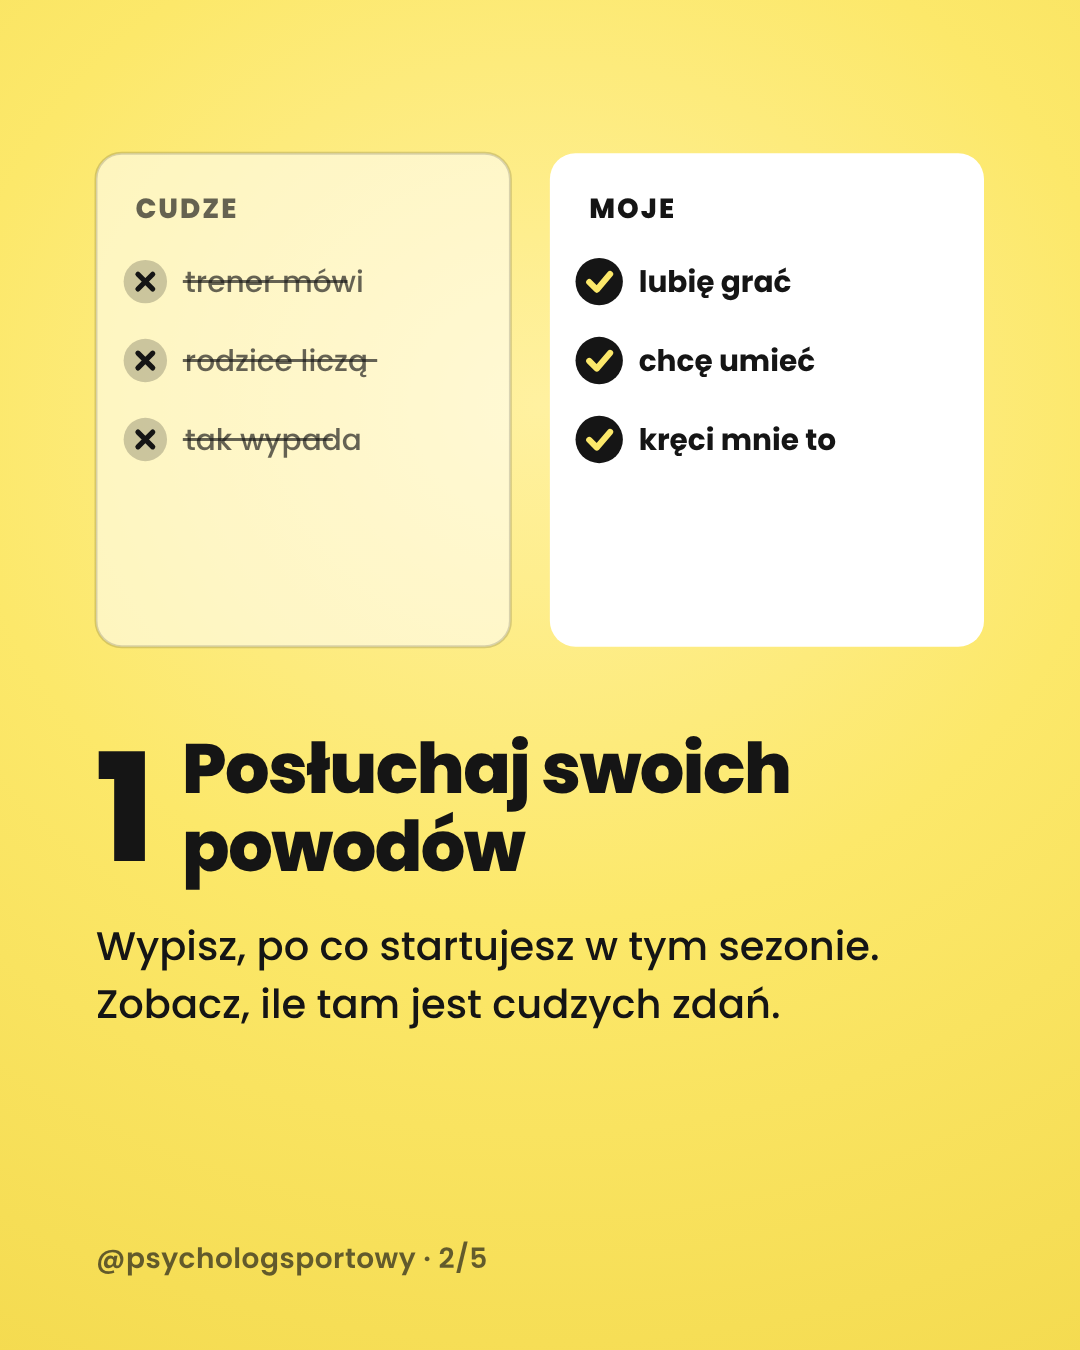 CUDZE
trener mówi
rodzice liczą
tak wypada
MOJE
lubię grać
chcę umieć
kręci mnie to
1
Posłuchaj swoich
powodów
Wypisz, po co startujesz w tym sezonie.
Zobacz, ile tam jest cudzych zdań.
@psychologsportowy · 2/5